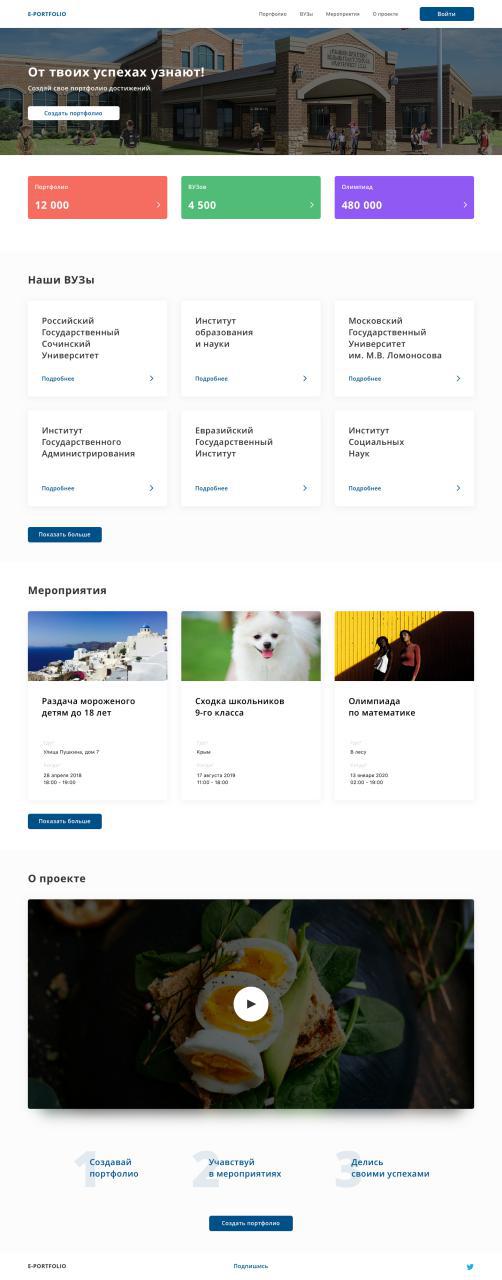 E-PORTFOLIO
Портфолио ВУЗы Мероприятия О проекте Войти
От твоих успехах узнают!
Создай свое портфолио достижений
Создать портфолио
Портфолио
12 000
ВУЗов
4 500
Олимпиад
480 000
Наши ВУЗы
Российский
Государственный
Сочинский
Университет
Подробнее
Институт
образования
и науки
Подробнее
Московский
Государственный
Университет
им. М.В. Ломоносова
Подробнее
Институт
Государственного
Администрирования
Подробнее
Евразийский
Государственный
Институт
Подробнее
Институт
Социальных
Наук
Подробнее
Показать больше
Мероприятия
Раздача мороженого
детям до 18 лет
Где?
Улица Пушкина, дом 7
Когда?
28 апреля 2018
18:00 - 19:00
Сходка школьников
9-го класса
Где?
Крым
Когда?
17 августа 2019
11:00 - 18:00
Олимпиада
по математике
Где?
В лесу
Когда?
13 января 2020
02:00 - 19:00
Показать больше
О проекте
1
Создавай
портфолио
2
Учавствуй
в мероприятиях
3
Делись
своими успехами
Создать портфолио
E-PORTFOLIO
Подпишись